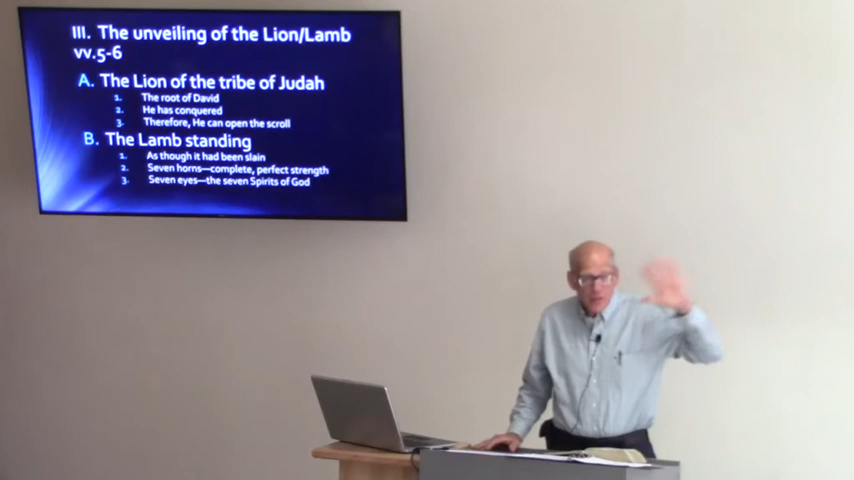 III. The unveiling of the Lion/Lamb
vv.5-6
A. The Lion of the tribe of Judah
1. The root of David
2. He has conquered
3. Therefore, He can open the scroll
B. The Lamb standing
1. As though it had been slain
2. Seven horns—complete, perfect strength
3. Seven eyes—the seven Spirits of God